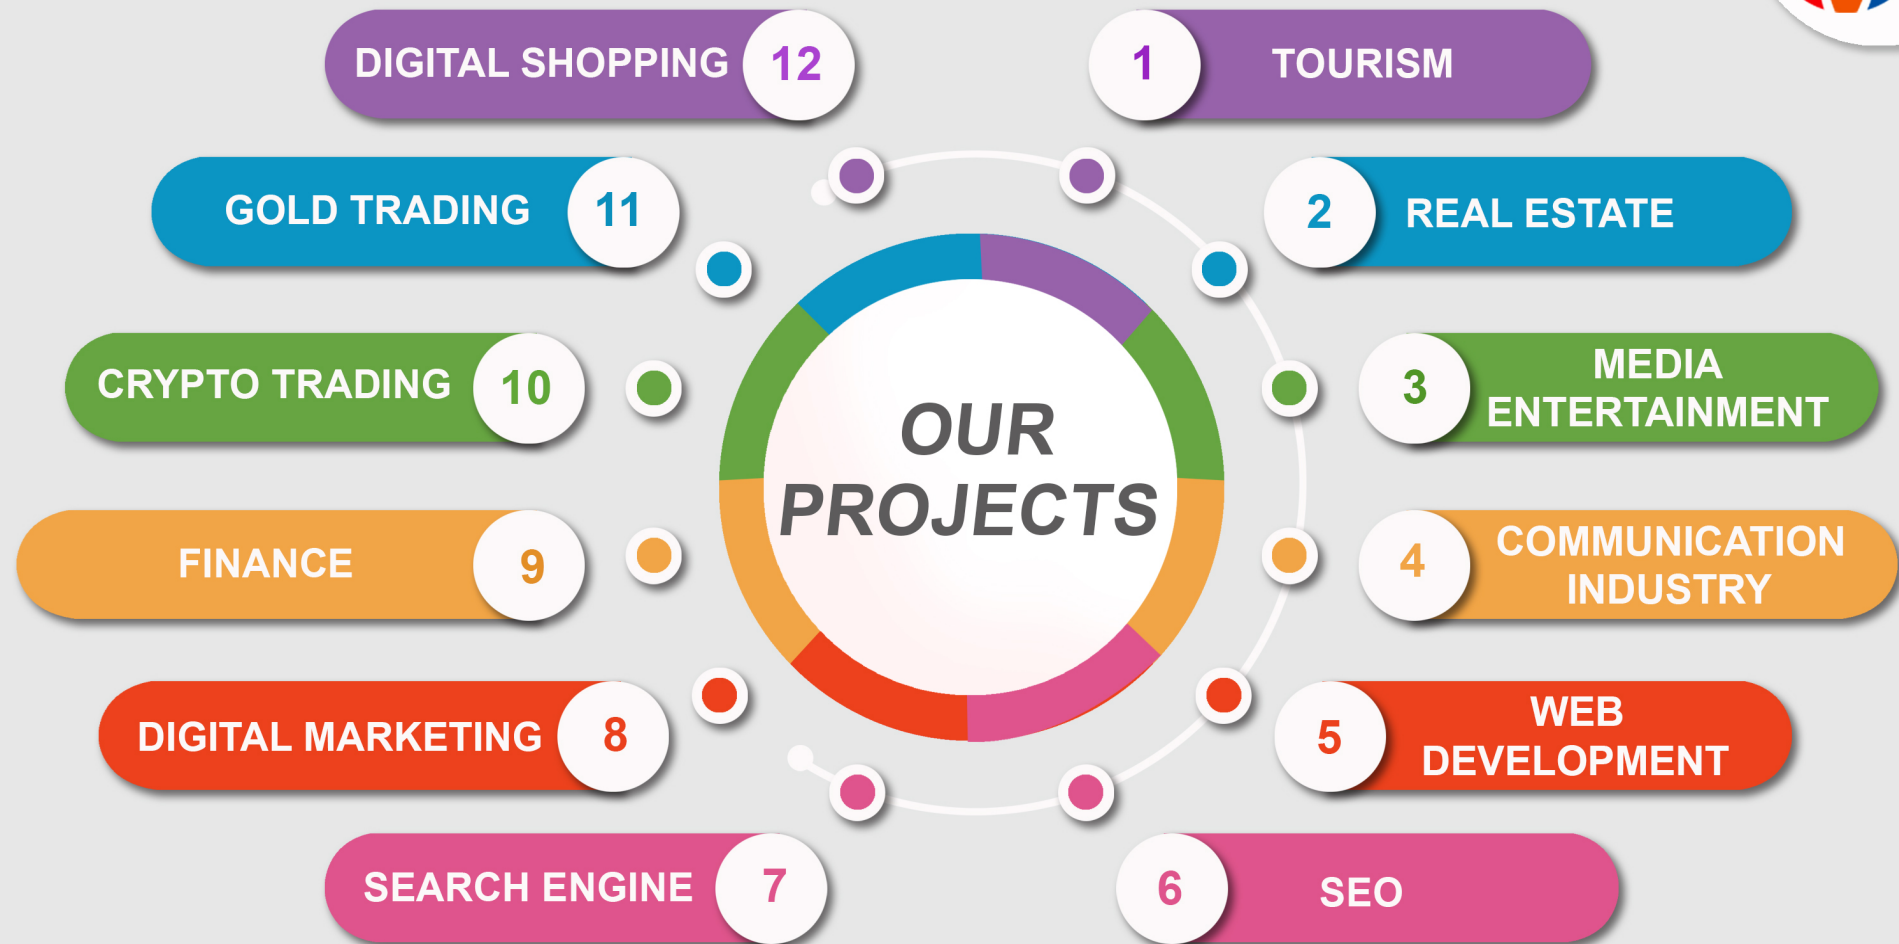 OUR
PROJECTS
1
TOURISM
2
REAL ESTATE
3
MEDIA
ENTERTAINMENT
4
COMMUNICATION
INDUSTRY
5
WEB
DEVELOPMENT
6
SEO
7
SEARCH ENGINE
8
DIGITAL MARKETING
9
FINANCE
10
CRYPTO TRADING
11
GOLD TRADING
12
DIGITAL SHOPPING